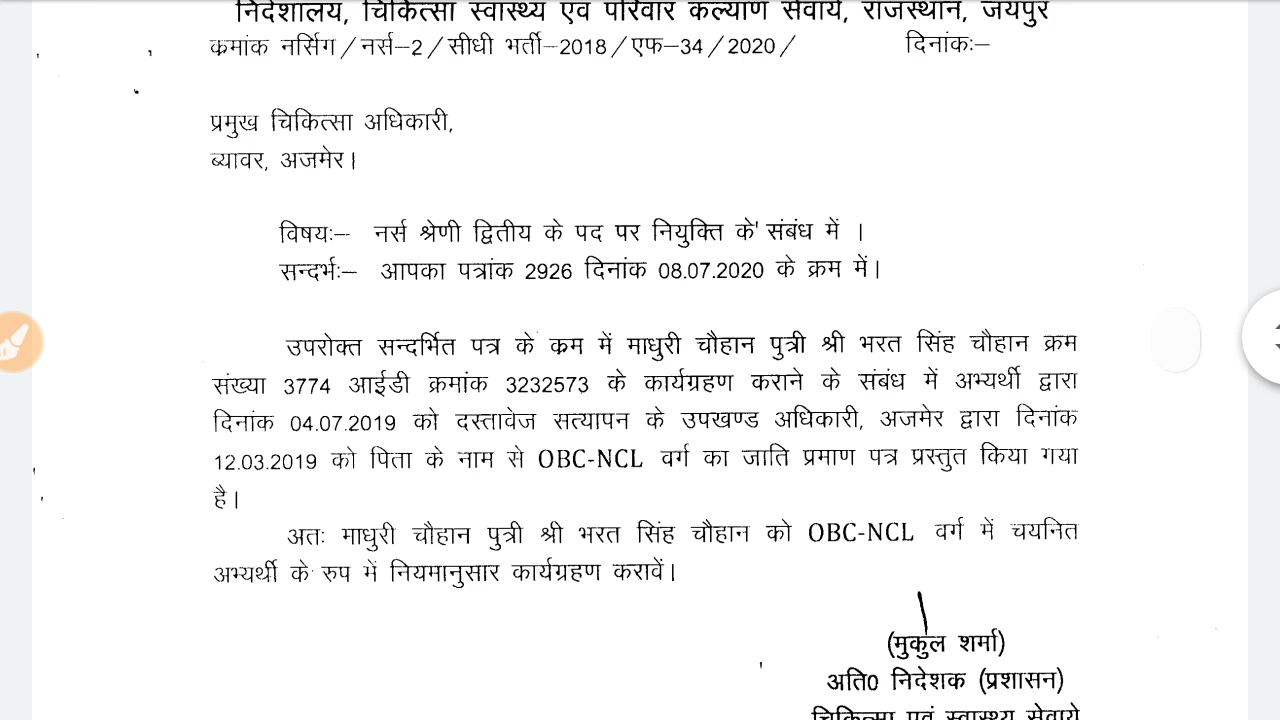 निदेशालय, चिकित्सा स्वास्थ्य एवं परिवार कल्याण सेवायें, राजस्थान, जयपुर
क्रमांक नर्सिग/नर्स–2/सीधी भर्ती–2018/एफ–34/2020/ दिनांकः–
प्रमुख चिकित्सा अधिकारी,
ब्यावर, अजमेर।
विषयः– नर्स श्रेणी द्वितीय के पद पर नियुक्ति के संबंध में ।
सन्दर्भः– आपका पत्रांक 2926 दिनांक 08.07.2020 के क्रम में।
उपरोक्त सन्दर्भित पत्र के क्रम में माधुरी चौहान पुत्री श्री भरत सिंह चौहान क्रम
संख्या 3774 आईडी क्रमांक 3232573 के कार्यग्रहण कराने के संबंध में अभ्यर्थी द्वारा
दिनांक 04.07.2019 को दस्तावेज सत्यापन के उपखण्ड अधिकारी, अजमेर द्वारा दिनांक
12.03.2019 को पिता के नाम से OBC-NCL वर्ग का जाति प्रमाण पत्र प्रस्तुत किया गया
है।
अतः माधुरी चौहान पुत्री श्री भरत सिंह चौहान को OBC-NCL वर्ग में चयनित
अभ्यर्थी के रुप में नियमानुसार कार्यग्रहण करावें।
(मुकुल शर्मा)
अति0 निदेशक (प्रशासन)
चिकित्सा एवं स्वास्थ्य सेवायें